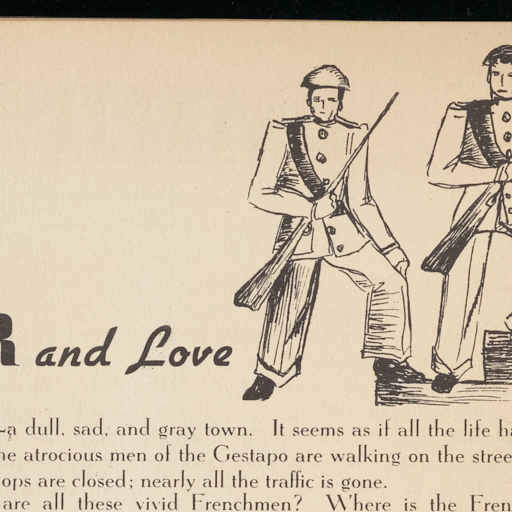 R and Love
—a dull, sad, and gray town. It seems as if all the life ha
he atrocious men of the Gestapo are walking on the stree
ops are closed; nearly all the traffic is gone.
are all these vivid Frenchmen? Where is the Fren